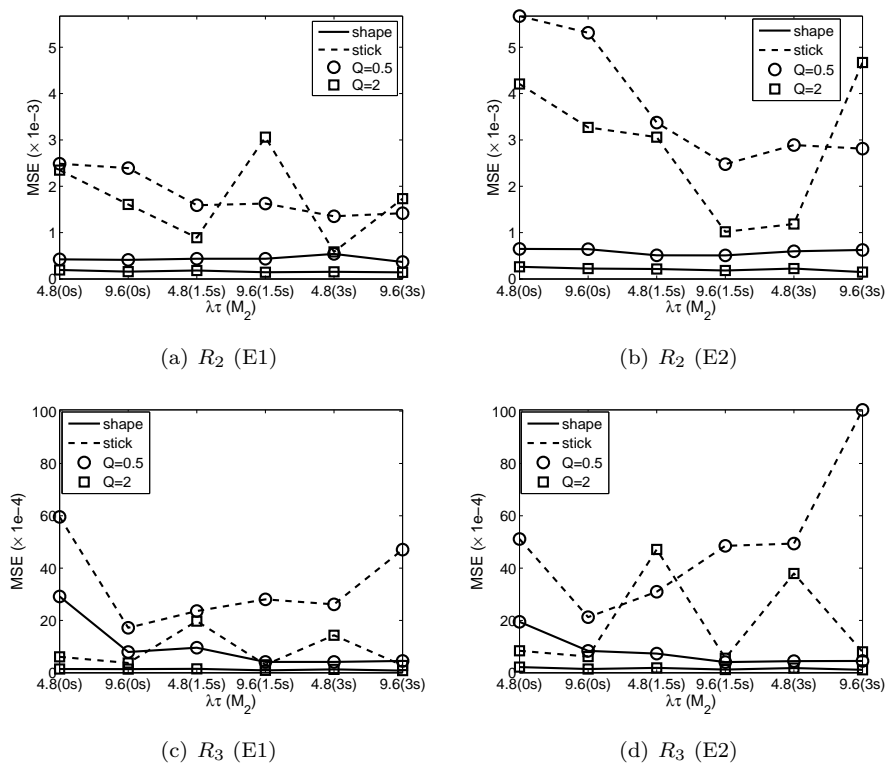 5
4
3
2
1
0
MSE (× 1e−3)
shape
stick
Q=0.5
Q=2
4.8(0s) 9.6(0s) 4.8(1.5s) 9.6(1.5s) 4.8(3s) 9.6(3s)
λτ (M2)
(a) R2 (E1)
5
4
3
2
1
0
MSE (× 1e−3)
shape
stick
Q=0.5
Q=2
4.8(0s) 9.6(0s) 4.8(1.5s) 9.6(1.5s) 4.8(3s) 9.6(3s)
λτ (M2)
(b) R2 (E2)
100
80
60
40
20
0
MSE (× 1e−4)
shape
stick
Q=0.5
Q=2
4.8(0s) 9.6(0s) 4.8(1.5s) 9.6(1.5s) 4.8(3s) 9.6(3s)
λτ (M2)
(c) R3 (E1)
100
80
60
40
20
0
MSE (× 1e−4)
shape
stick
Q=0.5
Q=2
4.8(0s) 9.6(0s) 4.8(1.5s) 9.6(1.5s) 4.8(3s) 9.6(3s)
λτ (M2)
(d) R3 (E2)